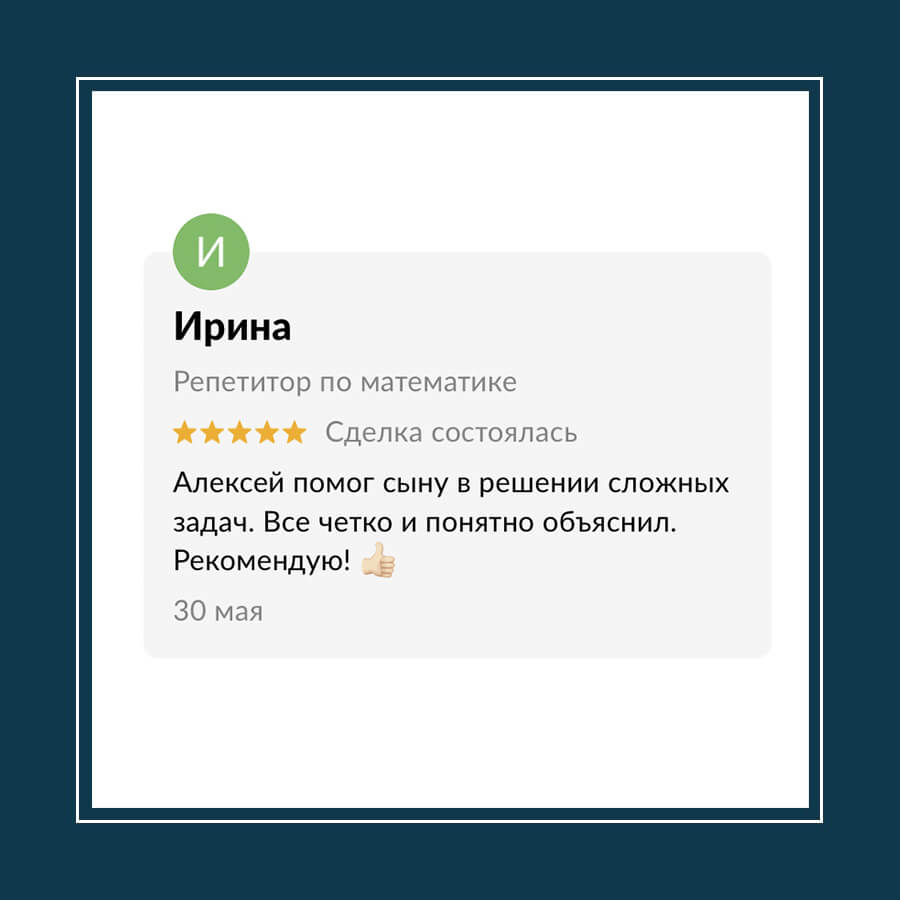 И
Ирина
Репетитор по математике
Сделка состоялась
Алексей помог сыну в решении сложных
задач. Все четко и понятно объяснил.
Рекомендую! 👍🏻
30 мая